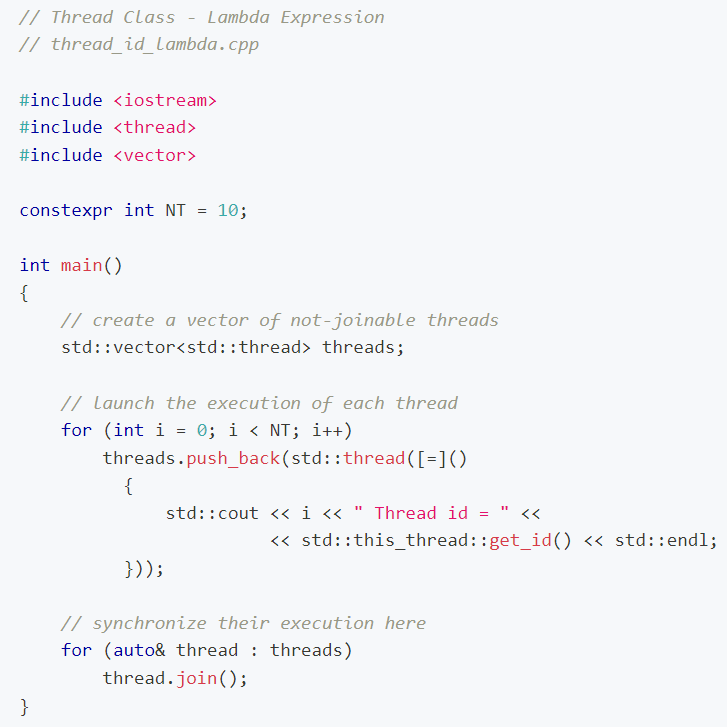 // Thread Class - Lambda Expression
// thread_id_lambda.cpp

#include <iostream>
#include <thread>
#include <vector>

constexpr int NT = 10;

int main()
{
    // create a vector of not-joinable threads
    std::vector<std::thread> threads;

    // launch the execution of each thread
    for (int i = 0; i < NT; i++)
        threads.push_back(std::thread([=]()
          {
              std::cout << i << " Thread id = " <<
                        << std::this_thread::get_id() << std::endl;
          }));

    // synchronize their execution here
    for (auto& thread : threads)
        thread.join();
}